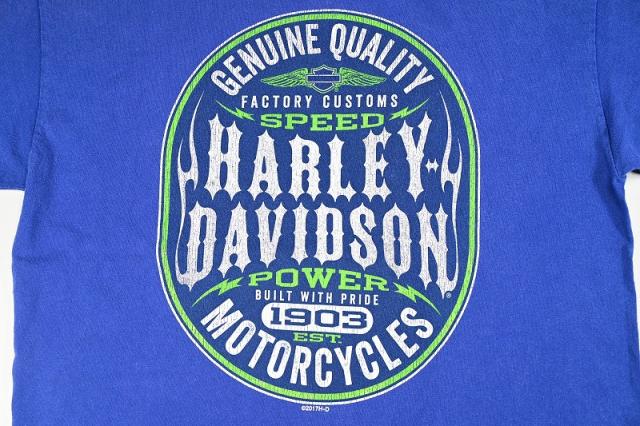 GENUINE QUALITY
FACTORY CUSTOMS
SPEED
HARLEY-
DAVIDSON
®
POWER
BUILT WITH PRIDE
1903
EST.
MOTORCYCLES
©2017H-D